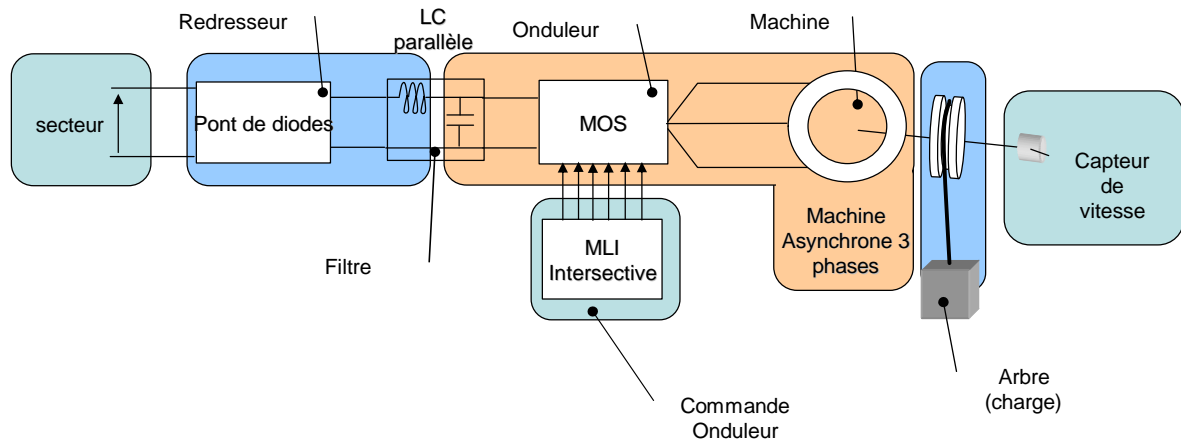 Redresseur
LC
parallèle
Onduleur
Machine
secteur
Pont de diodes
MOS
Capteur
de
vitesse
MLI
Intersective
Machine
Asynchrone 3
phases
Filtre
Arbre
(charge)
Commande
Onduleur